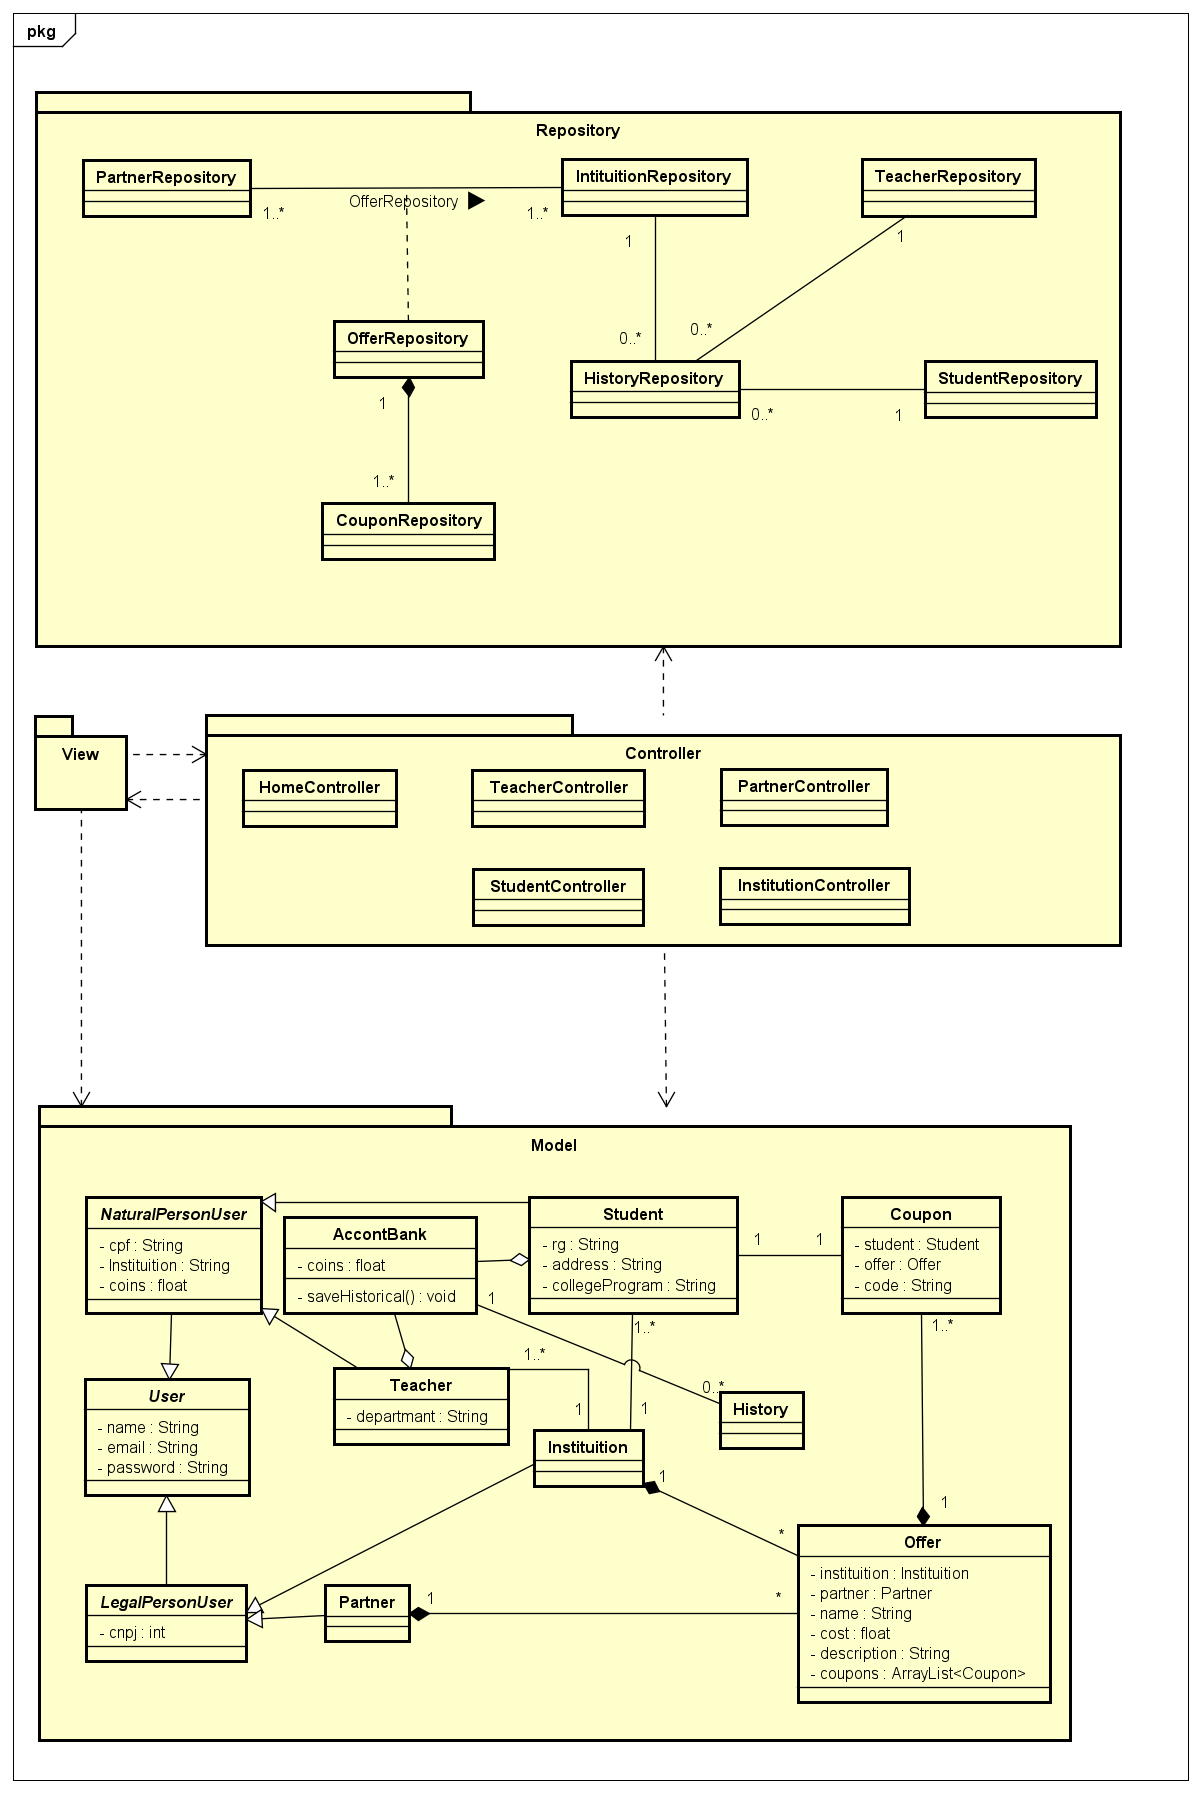 pkg
Repository
PartnerRepository
IntituitionRepository
TeacherRepository
OfferRepository
1..*
1..*
1
1
0..*
0..*
OfferRepository
HistoryRepository
StudentRepository
1
0..*
1
1..*
CouponRepository
View
Controller
HomeController
TeacherController
PartnerController
StudentController
InstitutionController
Model
NaturalPersonUser
- cpf : String
- Instituition : String
- coins : float
AccontBank
- coins : float
- saveHistorical() : void
Student
- rg : String
- address : String
- collegeProgram : String
1
1
Coupon
- student : Student
- offer : Offer
- code : String
1
1..*
1..*
1..*
User
- name : String
- email : String
- password : String
Teacher
- departmant : String
1
1
0..*
History
Instituition
1
*
1
Offer
- instituition : Instituition
- partner : Partner
- name : String
- cost : float
- description : String
- coupons : ArrayList<Coupon>
LegalPersonUser
- cnpj : int
Partner
1
*